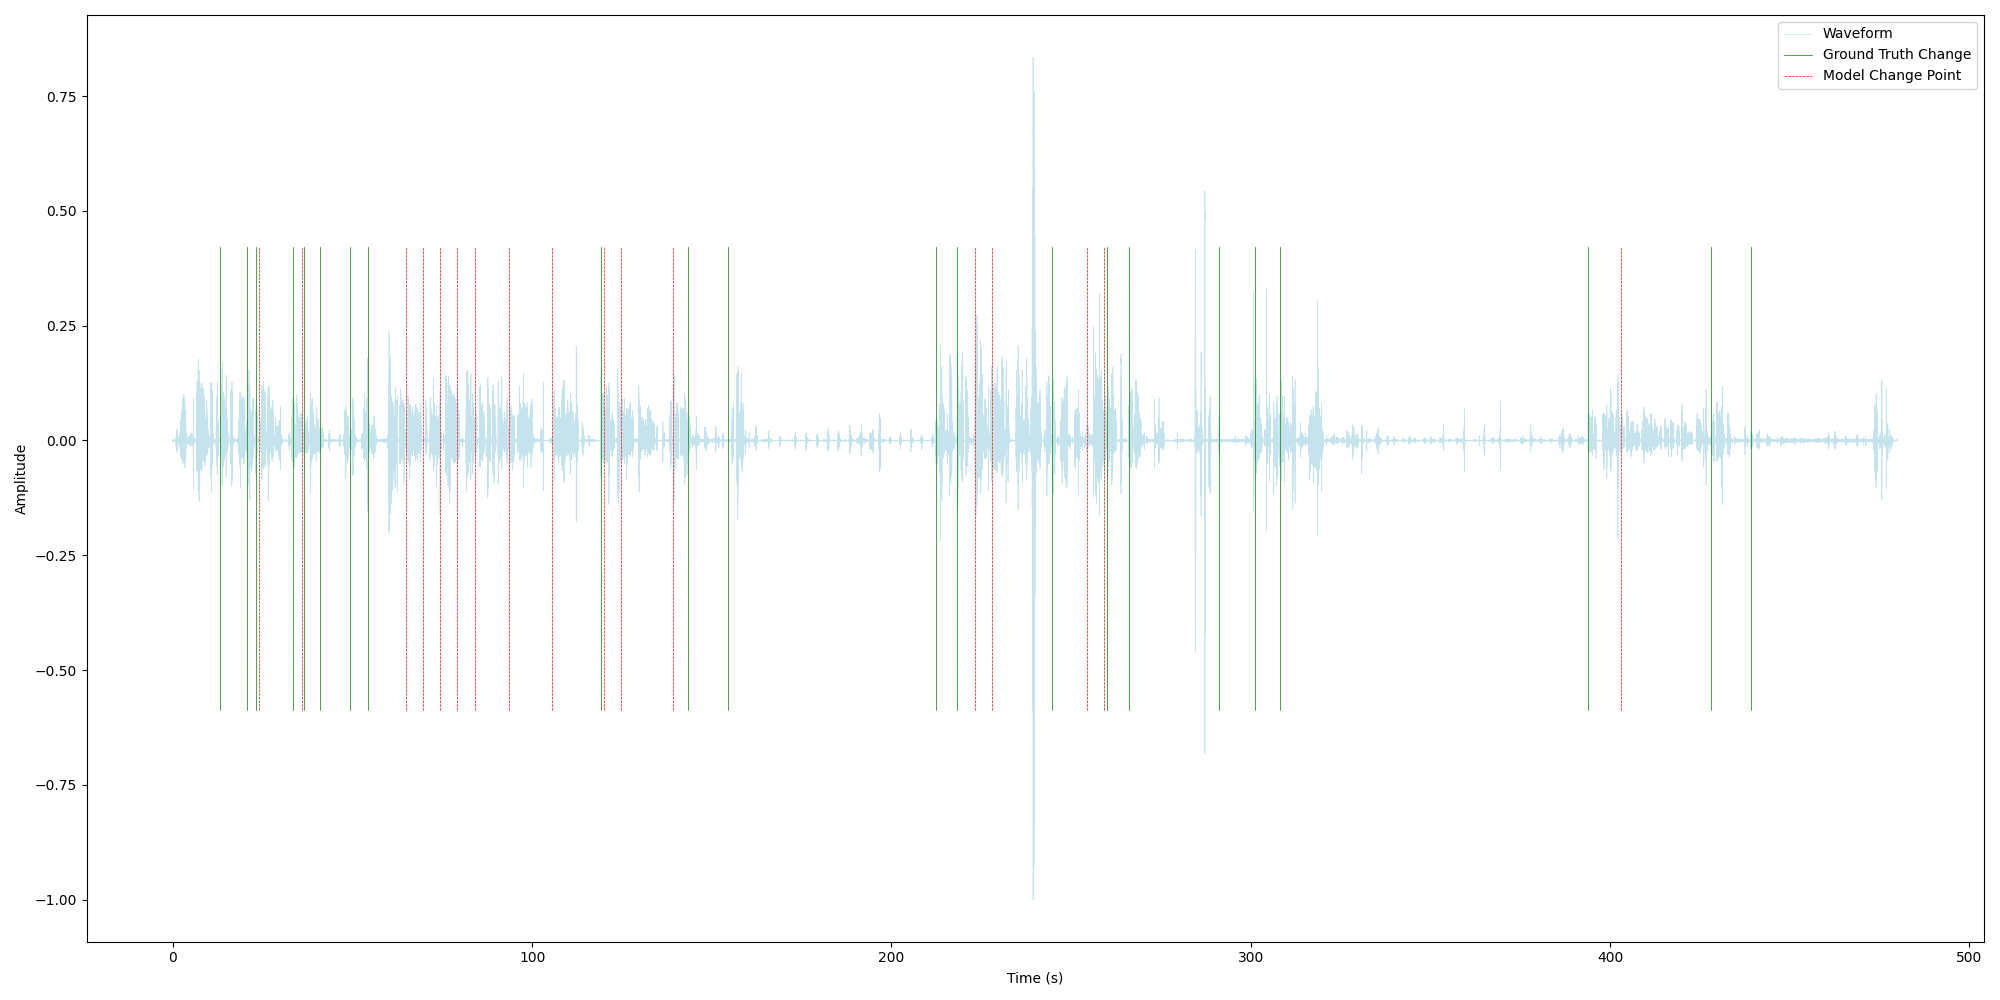 Waveform
Ground Truth Change
Model Change Point
0.75
0.50
0.25
0.00
−0.25
−0.50
−0.75
−1.00
Amplitude
0 100 200 300 400 500
Time (s)